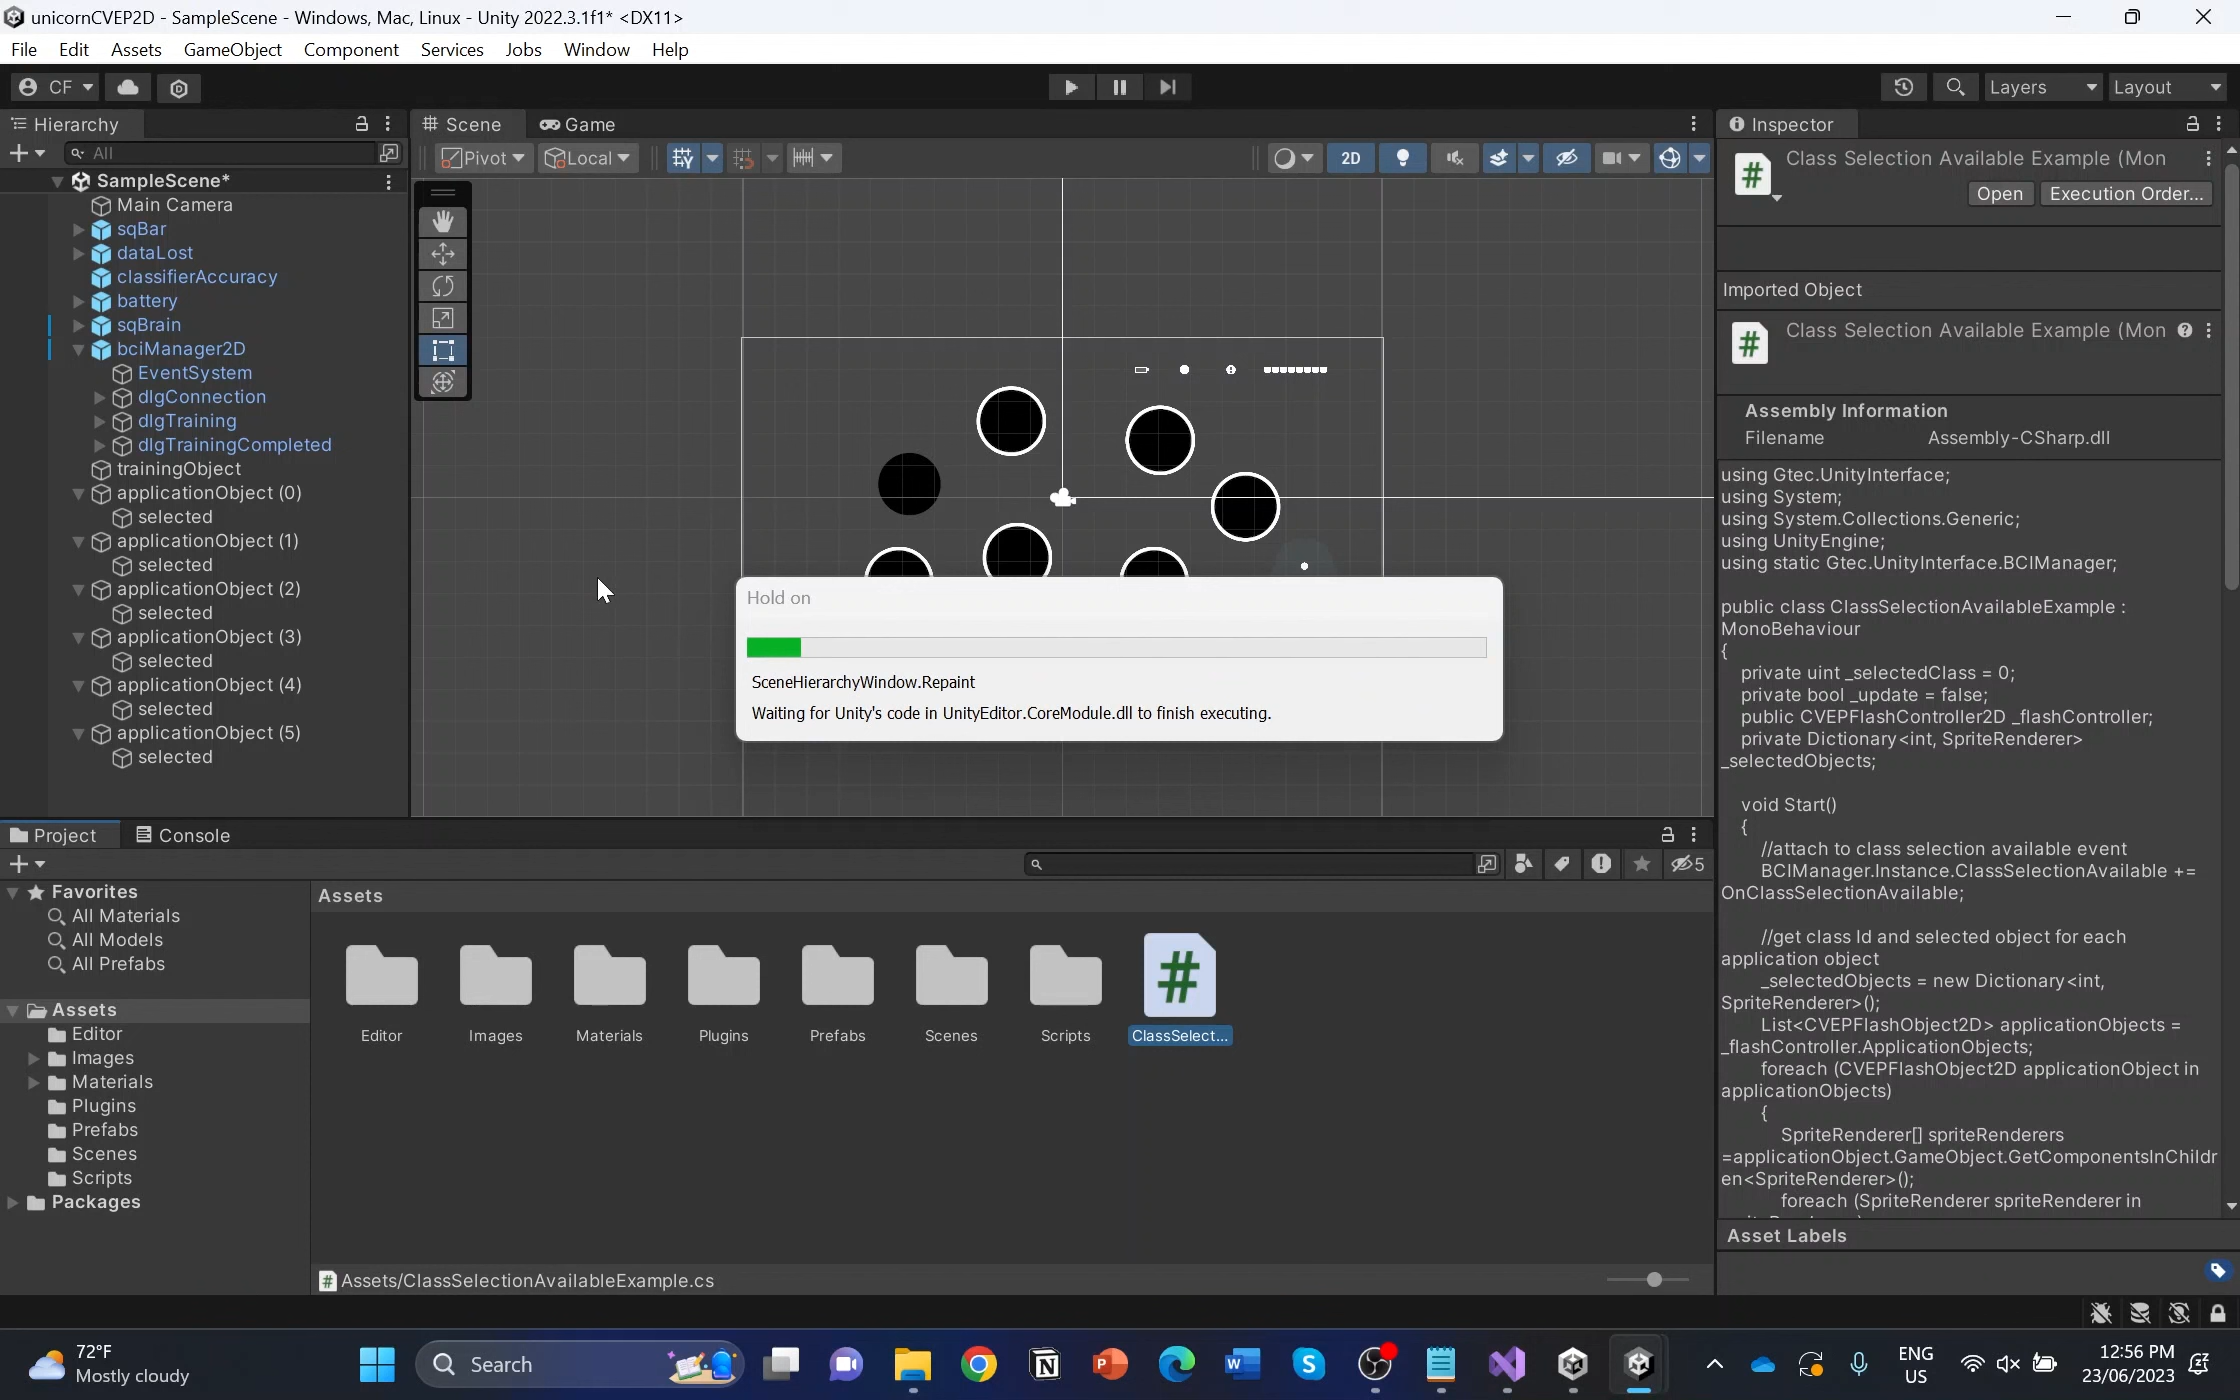 unicornCVEP2D - SampleScene - Windows, Mac, Linux - Unity 2022.3.1f1* <DX11>
File Edit Assets GameObject Component Services Jobs Window Help
CF Layers Layout
Hierarchy
All
SampleScene*
Main Camera
sqBar
dataLost
classifierAccuracy
battery
sqBrain
bciManager2D
EventSystem
dlgConnection
dlgTraining
dlgTrainingCompleted
trainingObject
applicationObject (0)
selected
applicationObject (1)
selected
applicationObject (2)
selected
applicationObject (3)
selected
applicationObject (4)
selected
applicationObject (5)
selected
Scene Game
Pivot Local 2D
Hold on
SceneHierarchyWindow.Repaint
Waiting for Unity's code in UnityEditor.CoreModule.dll to finish executing.
Inspector
Class Selection Available Example (Mon
Open Execution Order...
Imported Object
Class Selection Available Example (Mon
Assembly Information
Filename Assembly-CSharp.dll
using Gtec.UnityInterface;
using System;
using System.Collections.Generic;
using UnityEngine;
using static Gtec.UnityInterface.BCIManager;
public class ClassSelectionAvailableExample :
MonoBehaviour
{
private uint _selectedClass = 0;
private bool _update = false;
public CVEPFlashController2D _flashController;
private Dictionary<int, SpriteRenderer>
_selectedObjects;
void Start()
{
//attach to class selection available event
BCIManager.Instance.ClassSelectionAvailable +=
OnClassSelectionAvailable;
//get class Id and selected object for each
application object
_selectedObjects = new Dictionary<int,
SpriteRenderer>();
List<CVEPFlashObject2D> applicationObjects =
_flashController.ApplicationObjects;
foreach (CVEPFlashObject2D applicationObject in
applicationObjects)
{
SpriteRenderer[] spriteRenderers
=applicationObject.GameObject.GetComponentsInChildr
en<SpriteRenderer>();
foreach (SpriteRenderer spriteRenderer in
Asset Labels
Project Console
5
Favorites
All Materials
All Models
All Prefabs
Assets
Editor
Images
Materials
Plugins
Prefabs
Scenes
Scripts
Packages
Assets
Editor Images Materials Plugins Prefabs Scenes Scripts ClassSelect...
Assets/ClassSelectionAvailableExample.cs
72°F
Mostly cloudy
Search
ENG
US
12:56 PM
23/06/2023